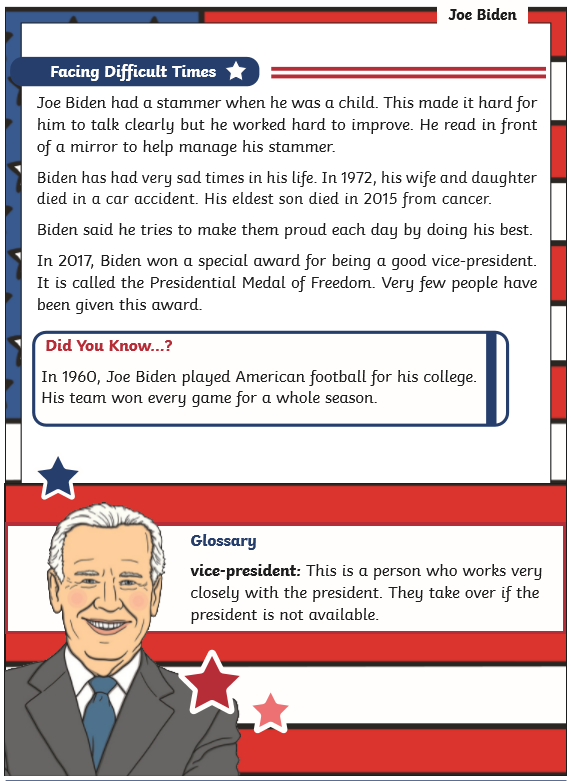 Joe Biden
Facing Difficult Times
Joe Biden had a stammer when he was a child. This made it hard for
him to talk clearly but he worked hard to improve. He read in front
of a mirror to help manage his stammer.
Biden has had very sad times in his life. In 1972, his wife and daughter
died in a car accident. His eldest son died in 2015 from cancer.
Biden said he tries to make them proud each day by doing his best.
In 2017, Biden won a special award for being a good vice-president.
It is called the Presidential Medal of Freedom. Very few people have
been given this award.
Did You Know...?
In 1960, Joe Biden played American football for his college.
His team won every game for a whole season.
Glossary
vice-president: This is a person who works very
closely with the president. They take over if the
president is not available.